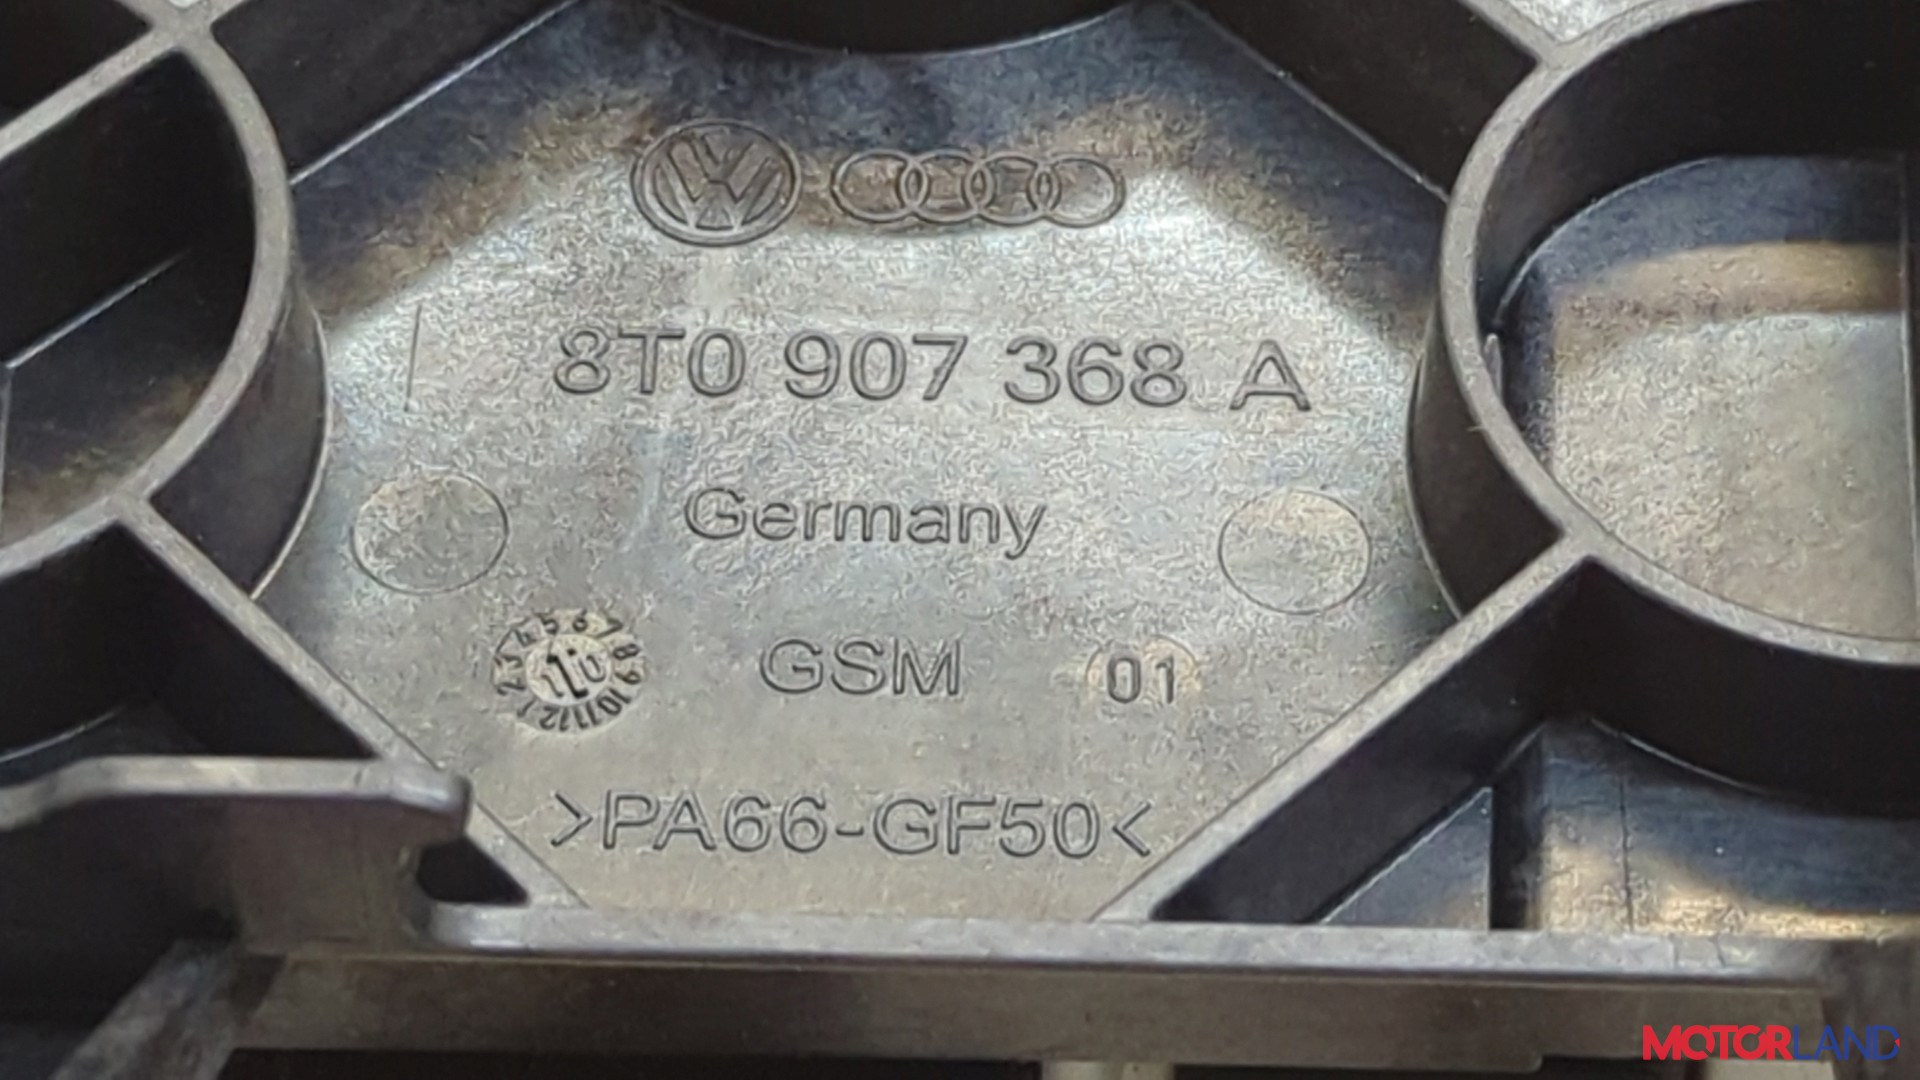 8T0 907 368 A
Germany
GSM 01
>PA66-GF50<
MOTORLAND